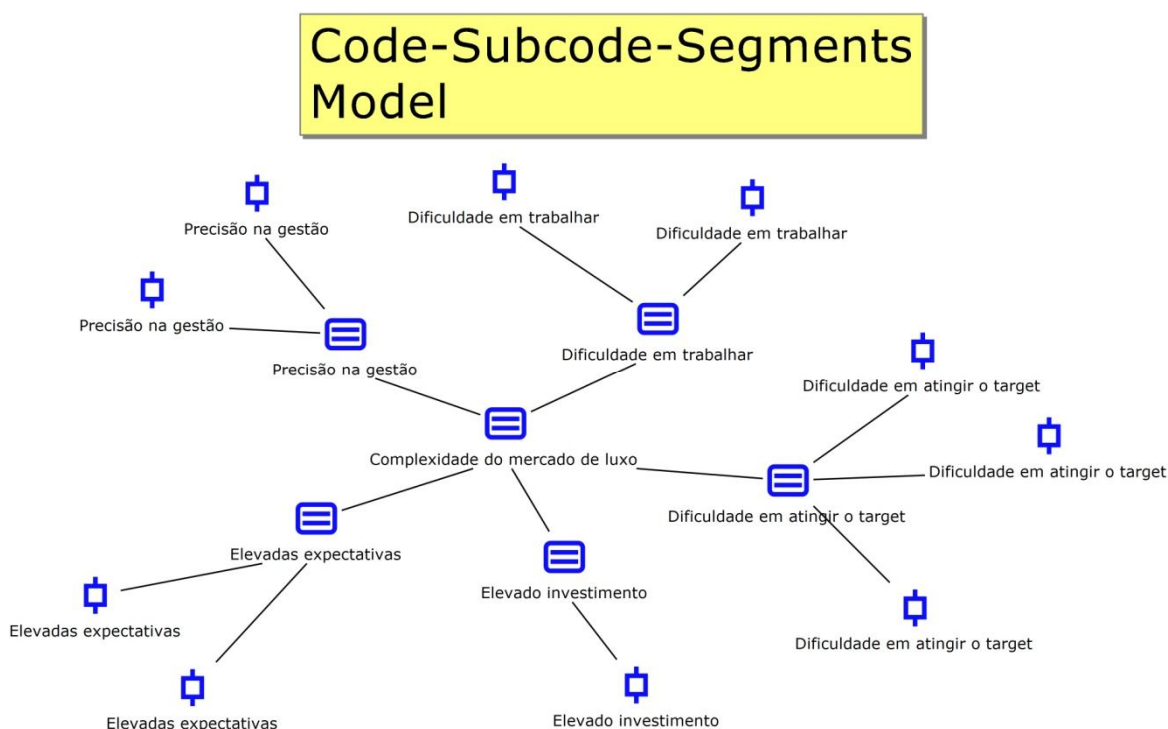 Code-Subcode-Segments
Model
Dificuldade em trabalhar
Precisão na gestão
Dificuldade em trabalhar
Precisão na gestão
Dificuldade em trabalhar
Precisão na gestão
Dificuldade em atingir o target
Complexidade do mercado de luxo
Dificuldade em atingir o target
Dificuldade em atingir o target
Elevadas expectativas
Elevado investimento
Elevadas expectativas
Dificuldade em atingir o target
Elevadas expectativas
Elevado investimento